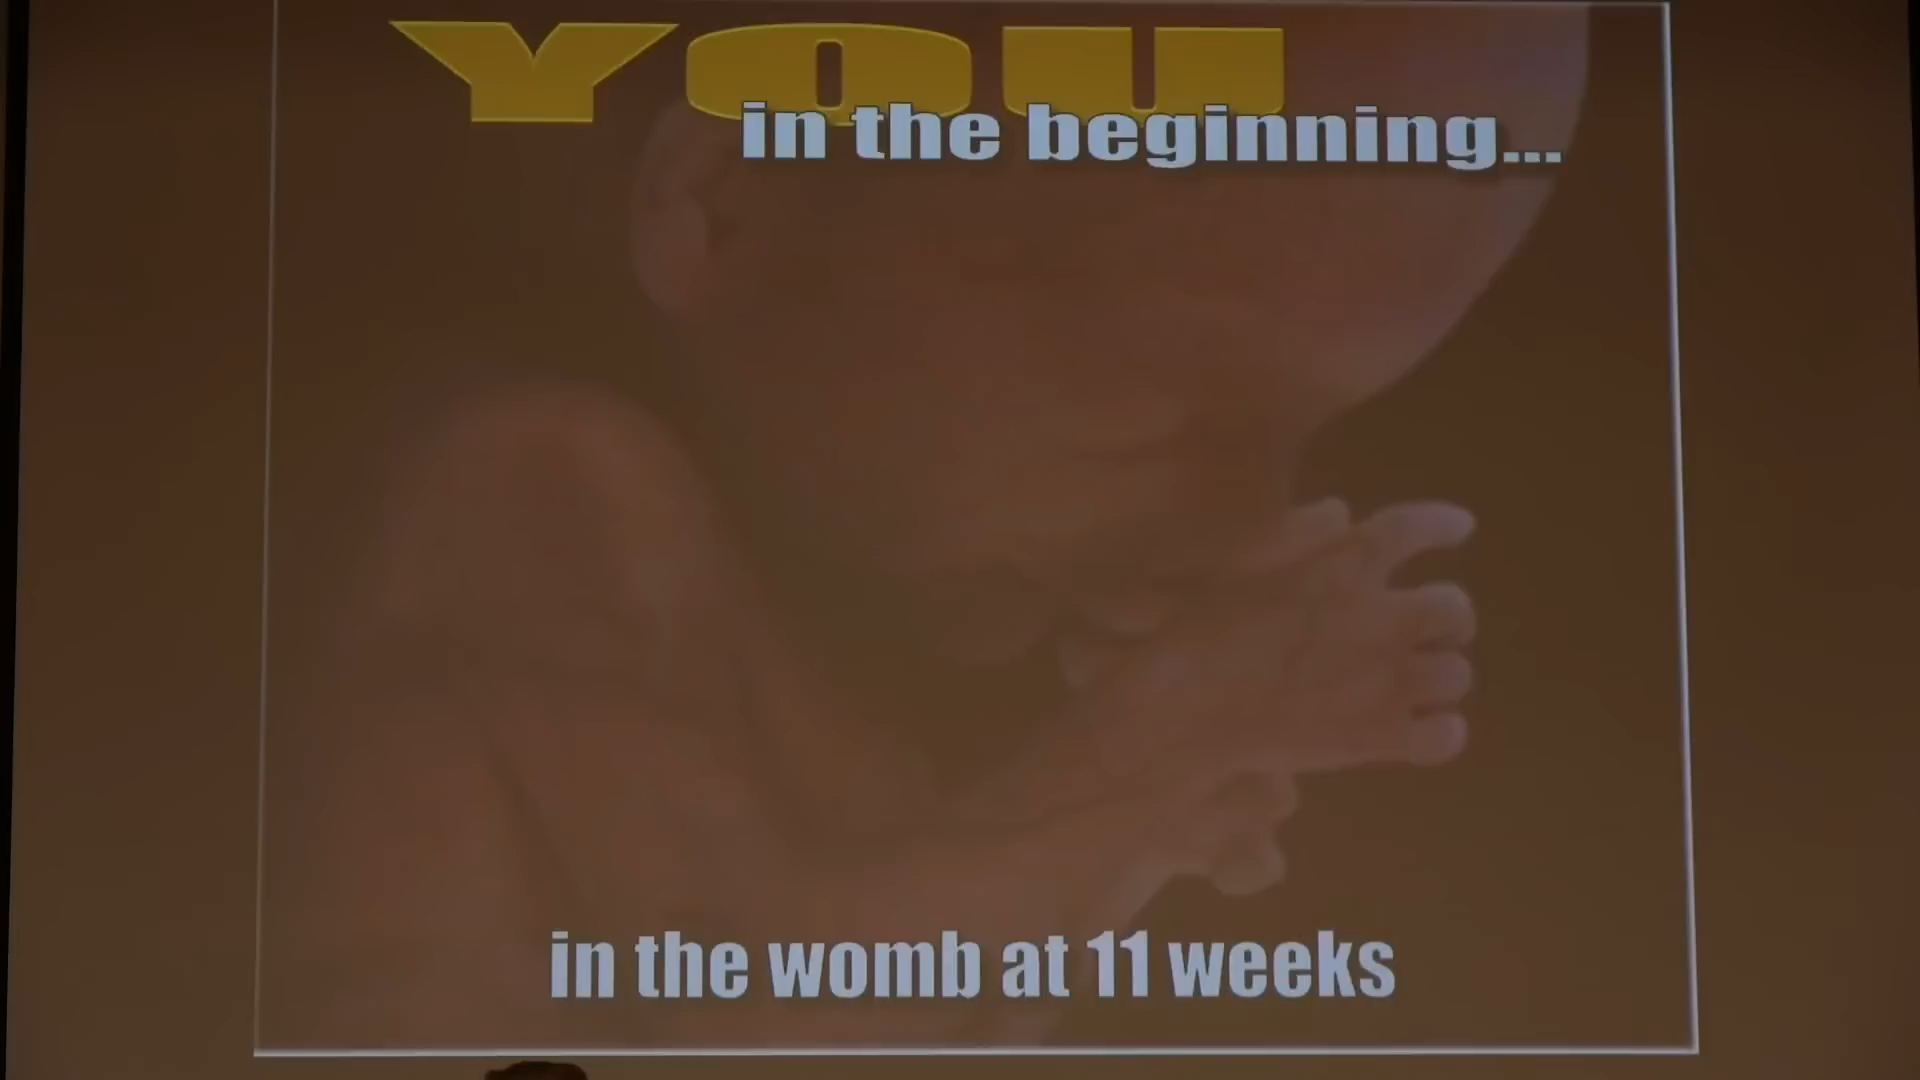 YOU
in the beginning...
in the womb at 11 weeks